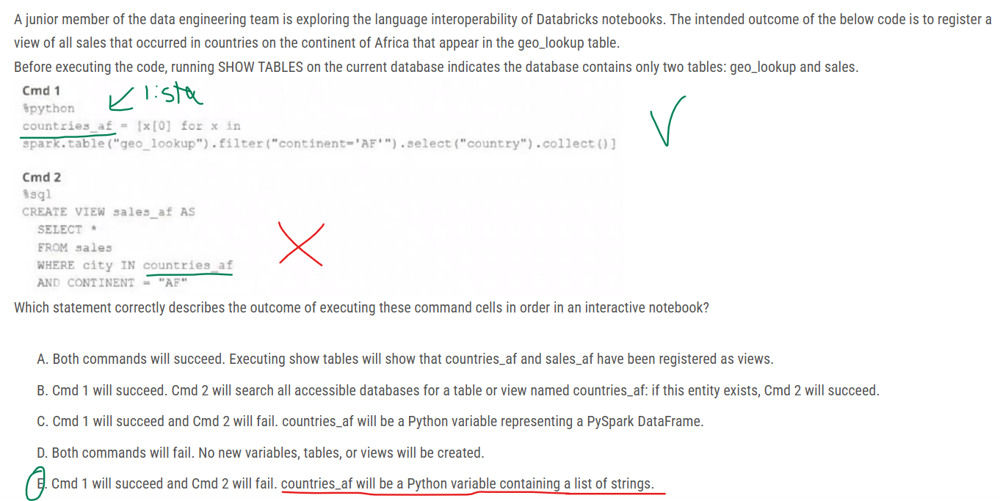 A junior member of the data engineering team is exploring the language interoperability of Databricks notebooks. The intended outcome of the below code is to register a
view of all sales that occurred in countries on the continent of Africa that appear in the geo_lookup table.
Before executing the code, running SHOW TABLES on the current database indicates the database contains only two tables: geo_lookup and sales.
Cmd 1
lista
%python
countries_af = [x[0] for x in
spark.table("geo_lookup").filter("continent='AF'").select("country").collect()]
Cmd 2
%sql
CREATE VIEW sales_af AS
SELECT *
FROM sales
WHERE city IN countries_af
AND CONTINENT = "AF"
Which statement correctly describes the outcome of executing these command cells in order in an interactive notebook?
A. Both commands will succeed. Executing show tables will show that countries_af and sales_af have been registered as views.
B. Cmd 1 will succeed. Cmd 2 will search all accessible databases for a table or view named countries_af: if this entity exists, Cmd 2 will succeed.
C. Cmd 1 will succeed and Cmd 2 will fail. countries_af will be a Python variable representing a PySpark DataFrame.
D. Both commands will fail. No new variables, tables, or views will be created.
E. Cmd 1 will succeed and Cmd 2 will fail. countries_af will be a Python variable containing a list of strings.